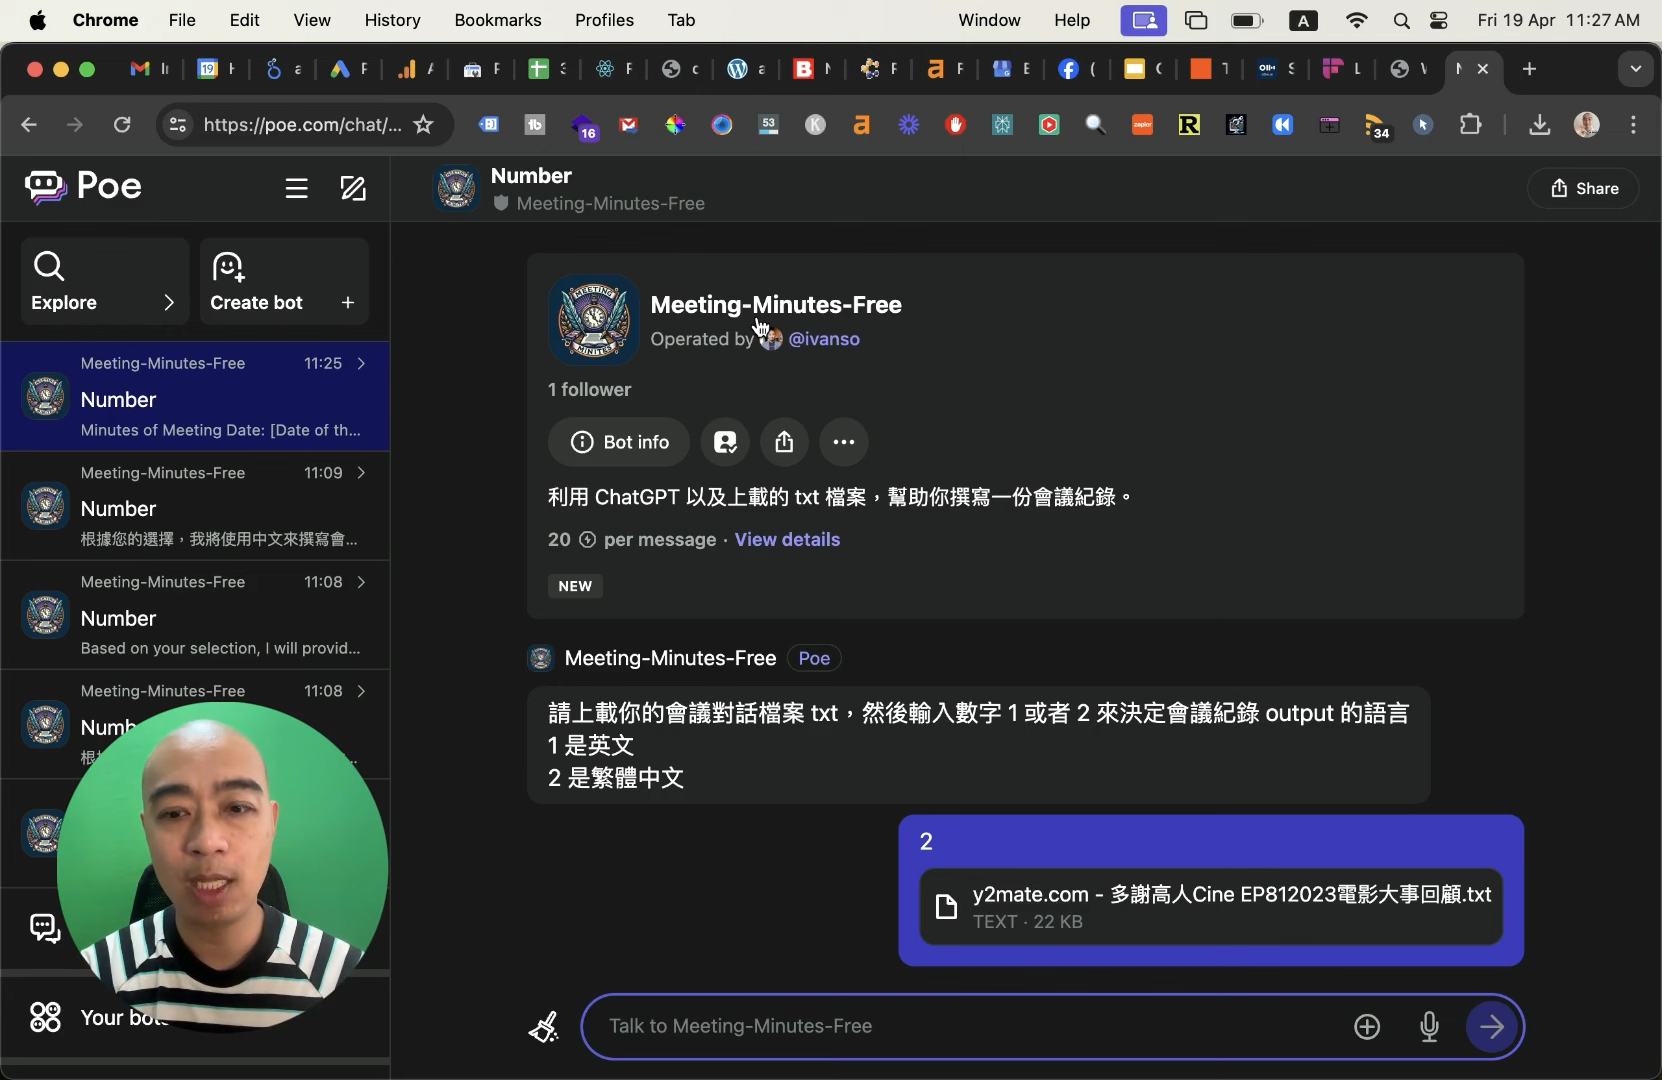 Chrome File Edit View History Bookmarks Profiles Tab Window Help A Fri 19 Apr 11:27 AM
https://poe.com/chat/...
16
53
34
Poe
Explore
Create bot
Meeting-Minutes-Free 11:25
Number
Minutes of Meeting Date: [Date of th...
Meeting-Minutes-Free 11:09
Number
根據您的選擇，我將使用中文來撰寫會...
Meeting-Minutes-Free 11:08
Number
Based on your selection, I will provid...
Meeting-Minutes-Free 11:08
Your
Number
Meeting-Minutes-Free
Share
MEETING
MINITES
Meeting-Minutes-Free
Operated by @ivanso
1 follower
Bot info
利用 ChatGPT 以及上載的 txt 檔案，幫助你撰寫一份會議紀錄。
20 per message · View details
NEW
Meeting-Minutes-Free Poe
請上載你的會議對話檔案 txt，然後輸入數字 1 或者 2 來決定會議紀錄 output 的語言
1 是英文
2 是繁體中文
2
y2mate.com - 多謝高人Cine EP812023電影大事回顧.txt
TEXT · 22 KB
Talk to Meeting-Minutes-Free